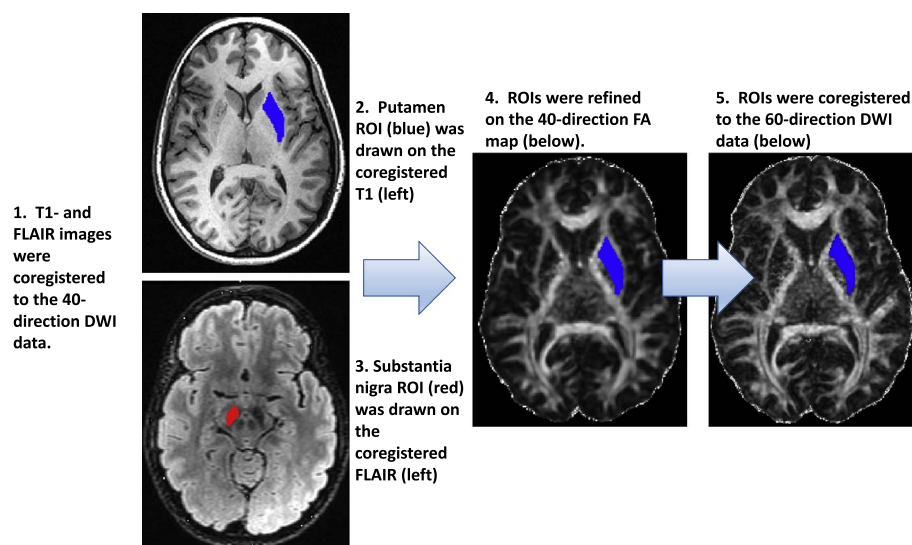 1.  T1- and
FLAIR images
were
coregistered
to the 40-
direction DWI
data.
2.  Putamen
ROI (blue) was
drawn on the
coregistered
T1 (left)
3. Substantia
nigra ROI (red)
was drawn on
the
coregistered
FLAIR (left)
4.  ROIs were refined
on the 40-direction FA
map (below).
5.  ROIs were coregistered
to the 60-direction DWI
data (below)